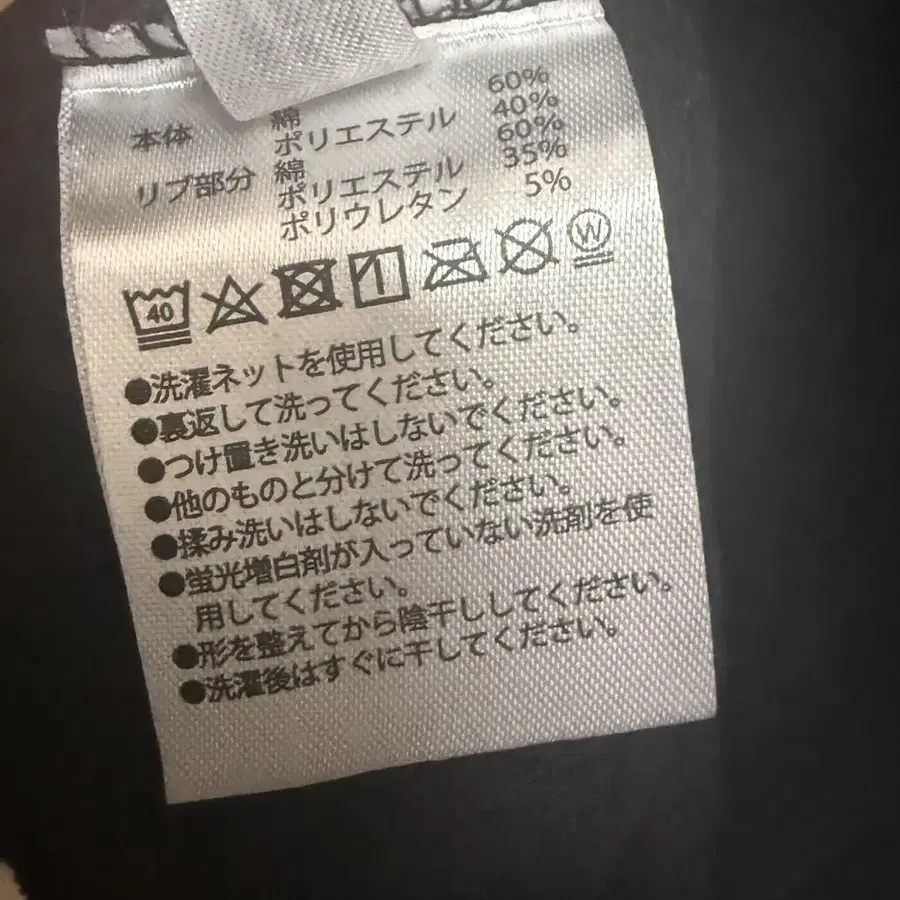 本体 綿 60%
ポリエステル 40%
リブ部分 綿 60%
ポリエステル 35%
ポリウレタン 5%
40 W
●洗濯ネットを使用してください。
●裏返して洗ってください。
●つけ置き洗いはしないでください。
●他のものと分けて洗ってください。
●揉み洗いはしないでください。
●蛍光増白剤が入っていない洗剤を使
用してください。
●形を整えてから陰干ししてください。
●洗濯後はすぐに干してください。